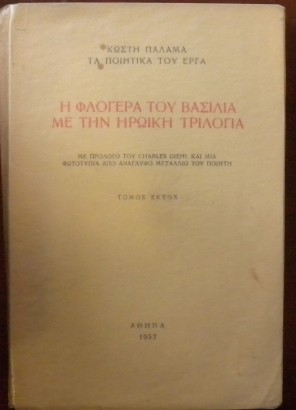 ΚΩΣΤΗ ΠΑΛΑΜΑ
ΤΑ ΠΟΙΗΤΙΚΑ ΤΟΥ ΕΡΓΑ
Η ΦΛΟΓΕΡΑ ΤΟΥ ΒΑΣΙΛΙΑ
ΜΕ ΤΗΝ ΗΡΩΙΚΗ ΤΡΙΛΟΓΙΑ
ΜΕ ΠΡΟΛΟΓΟ ΤΟΥ CHARLES DIEHL ΚΑΙ ΜΙΑ
ΦΩΤΟΤΥΠΙΑ ΑΠΟ ΑΝΑΓΛΥΦΟ ΜΕΤΑΛΛΙΟ ΤΟΥ ΠΟΙΗΤΗ
ΤΟΜΟΣ ΕΚΤΟΣ
ΑΘΗΝΑ
1957